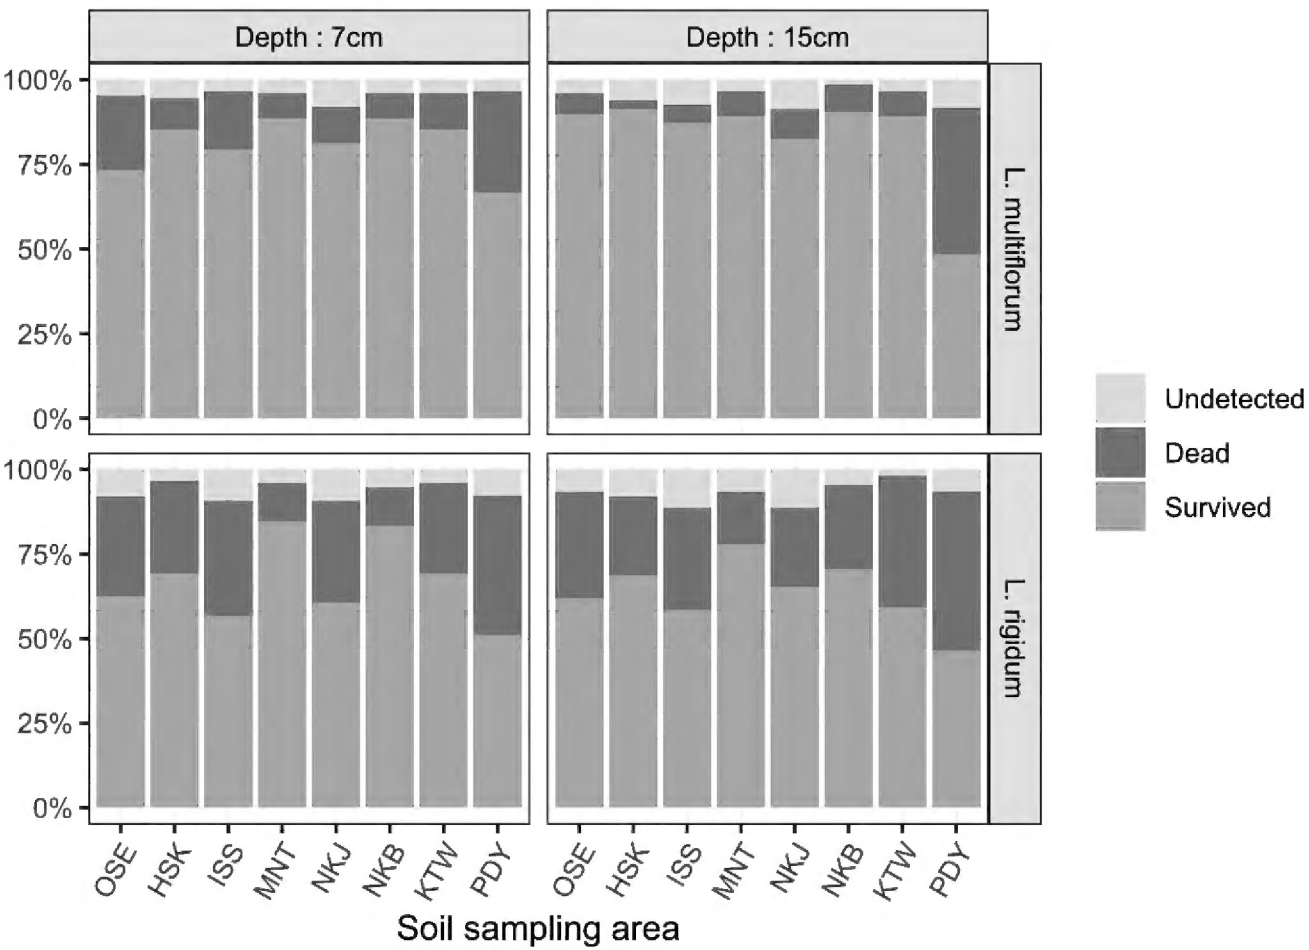 Depth : 7cm
Depth : 15cm
100%
75%
50%
25%
0%
L. multiflorum
100%
75%
50%
25%
0%
L. rigidum
Undetected
Dead
Survived
OSE HSK ISS MNT NKJ NKB KTW PDY
OSE HSK ISS MNT NKJ NKB KTW PDY
Soil sampling area